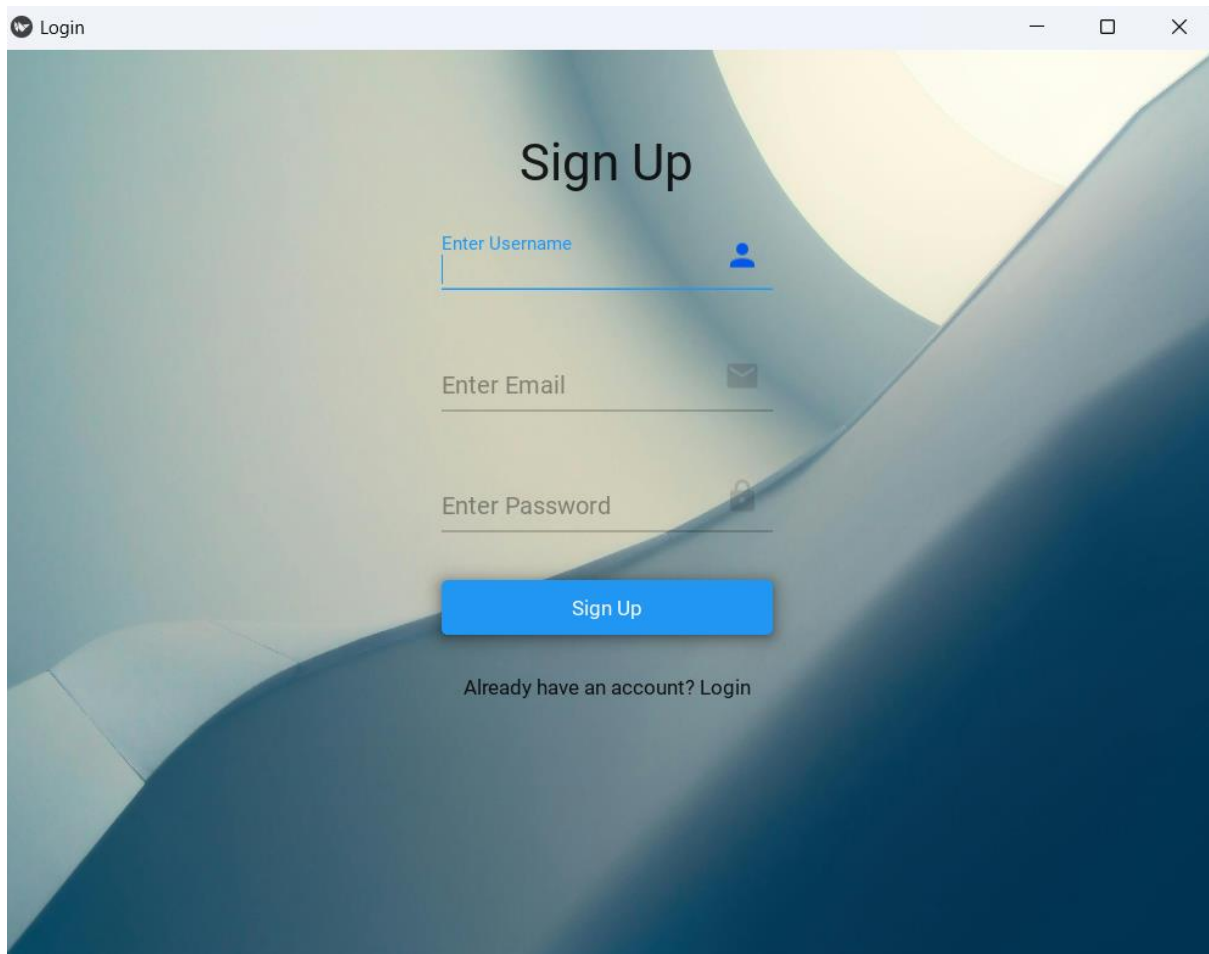 Login
Sign Up
Enter Username
Enter Email
Enter Password
Sign Up
Already have an account? Login